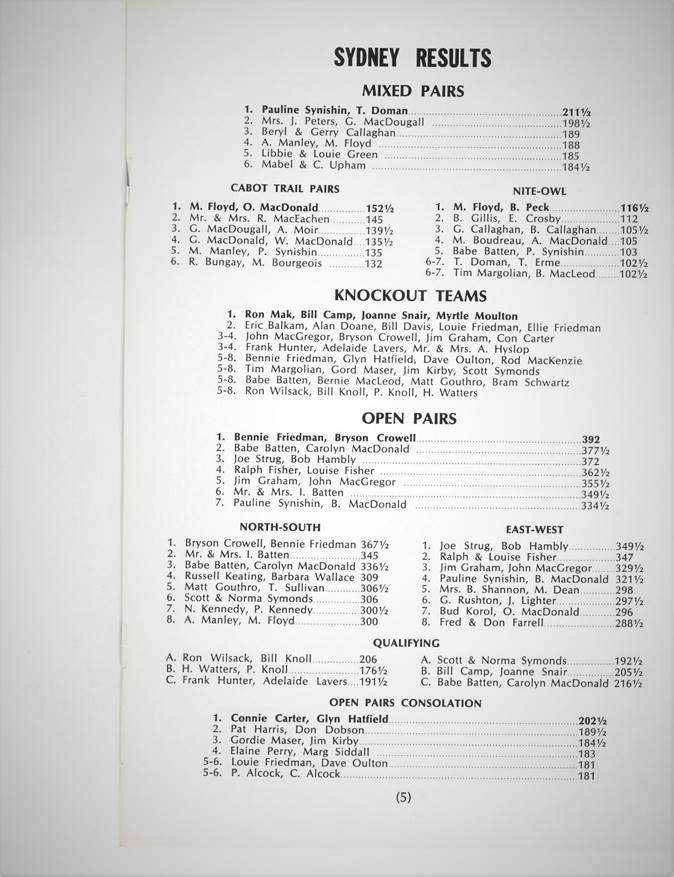 SYDNEY RESULTS
MIXED PAIRS
1. Pauline Synishin, T. Doman 211½
2. Mrs. J. Peters, G. MacDougall 198½
3. Beryl & Gerry Callaghan 189
4. A. Manley, M. Floyd 188
5. Libbie & Louie Green 185
6. Mabel & C. Upham 184½
CABOT TRAIL PAIRS
1. M. Floyd, O. MacDonald 152½
2. Mr. & Mrs. R. MacEachen 145
3. G. MacDougall, A. Moir 139½
4. G. MacDonald, W. MacDonald 135½
5. M. Manley, P. Synishin 135
6. R. Bungay, M. Bourgeois 132
NITE-OWL
1. M. Floyd, B. Peck 116½
2. B. Gillis, E. Crosby 112
3. G. Callaghan, B. Callaghan 105½
4. M. Boudreau, A. MacDonald 105
5. Babe Batten, P. Synishin 103
6-7. T. Doman, T. Erme 102½
6-7. Tim Margolian, B. MacLeod 102½
KNOCKOUT TEAMS
1. Ron Mak, Bill Camp, Joanne Snair, Myrtle Moulton
2. Eric Balkam, Alan Doane, Bill Davis, Louie Friedman, Ellie Friedman
3-4. John MacGregor, Bryson Crowell, Jim Graham, Con Carter
3-4. Frank Hunter, Adelaide Lavers, Mr. & Mrs. A. Hyslop
5-8. Bennie Friedman, Glyn Hatfield, Dave Oulton, Rod MacKenzie
5-8. Tim Margolian, Gord Maser, Jim Kirby, Scott Symonds
5-8. Babe Batten, Bernie MacLeod, Matt Gouthro, Bram Schwartz
5-8. Ron Wilsack, Bill Knoll, P. Knoll, H. Watters
OPEN PAIRS
1. Bennie Friedman, Bryson Crowell 392
2. Babe Batten, Carolyn MacDonald 377½
3. Joe Strug, Bob Hambly 372
4. Ralph Fisher, Louise Fisher 362½
5. Jim Graham, John MacGregor 355½
6. Mr. & Mrs. I. Batten 349½
7. Pauline Synishin, B. MacDonald 334½
NORTH-SOUTH
1. Bryson Crowell, Bennie Friedman 367½
2. Mr. & Mrs. I. Batten 345
3. Babe Batten, Carolyn MacDonald 336½
4. Russell Keating, Barbara Wallace 309
5. Matt Gouthro, T. Sullivan 306½
6. Scott & Norma Symonds 306
7. N. Kennedy, P. Kennedy 300½
8. A. Manley, M. Floyd 300
EAST-WEST
1. Joe Strug, Bob Hambly 349½
2. Ralph & Louise Fisher 347
3. Jim Graham, John MacGregor 329½
4. Pauline Synishin, B. MacDonald 321½
5. Mrs. B. Shannon, M. Dean 298
6. G. Rushton, J. Lighter 297½
7. Bud Korol, O. MacDonald 296
8. Fred & Don Farrell 288½
QUALIFYING
A. Ron Wilsack, Bill Knoll 206
B. H. Watters, P. Knoll 176½
C. Frank Hunter, Adelaide Lavers 191½
A. Scott & Norma Symonds 192½
B. Bill Camp, Joanne Snair 205½
C. Babe Batten, Carolyn MacDonald 216½
OPEN PAIRS CONSOLATION
1. Connie Carter, Glyn Hatfield 202½
2. Pat Harris, Don Dobson 189½
3. Gordie Maser, Jim Kirby 184½
4. Elaine Perry, Marg Siddall 183
5-6. Louie Friedman, Dave Oulton 181
5-6. P. Alcock, C. Alcock 181
(5)